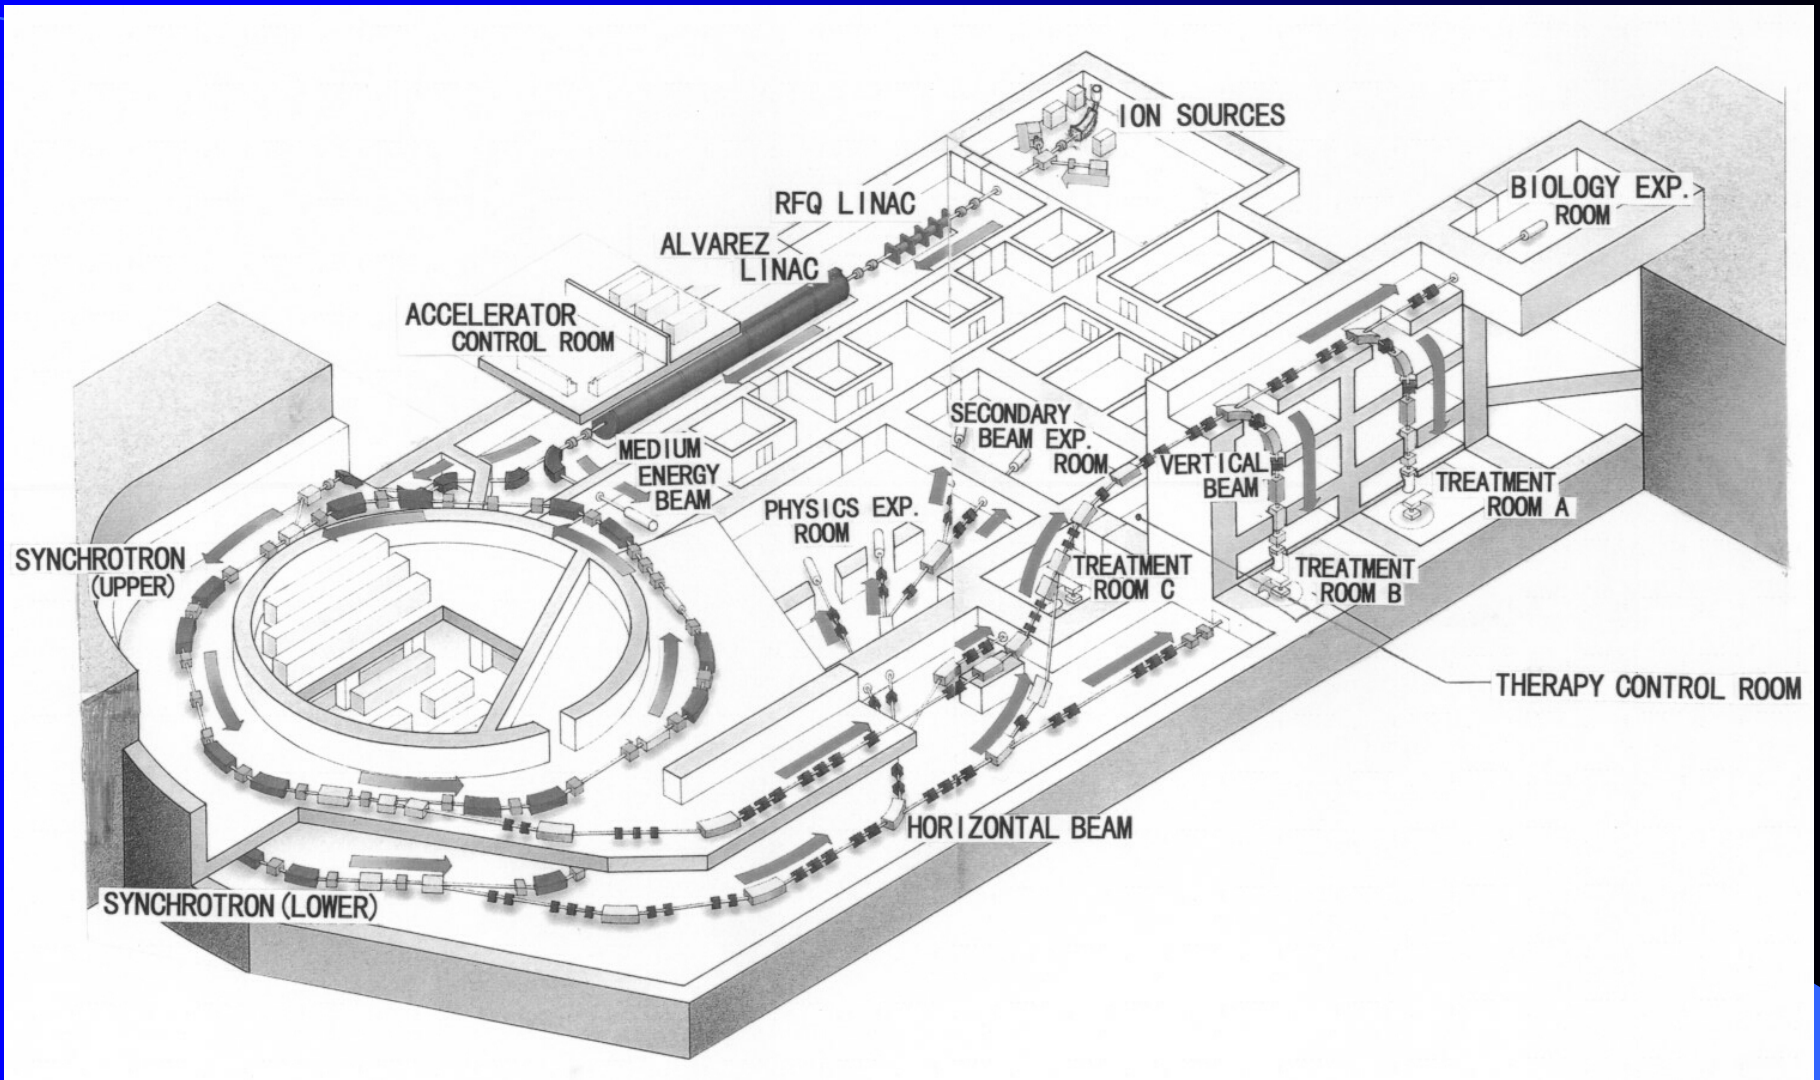 ION SOURCES
RFQ LINAC
ALVAREZ
LINAC
ACCELERATOR
CONTROL ROOM
BIOLOGY EXP.
ROOM
MEDIUM
ENERGY
BEAM
SECONDARY
BEAM EXP.
ROOM
VERTICAL
BEAM
TREATMENT
ROOM A
PHYSICS EXP.
ROOM
SYNCHROTRON
(UPPER)
TREATMENT
ROOM C
TREATMENT
ROOM B
THERAPY CONTROL ROOM
HORIZONTAL BEAM
SYNCHROTRON (LOWER)